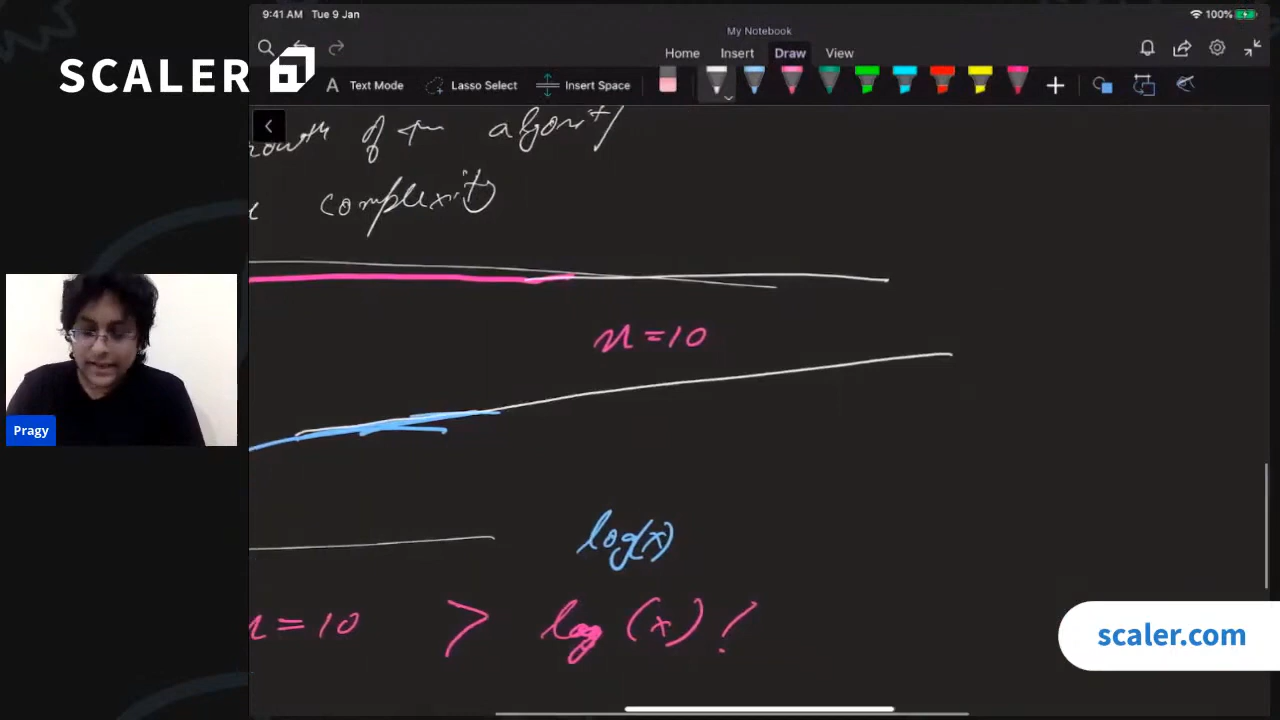 9:41 AM Tue 9 Jan
100%
My Notebook
Home Insert Draw View
SCALER
Text Mode
Lasso Select
Insert Space
of algorit
complexity
n=10
log(x)
= 10 > log (x) !
Pragy
scaler.com